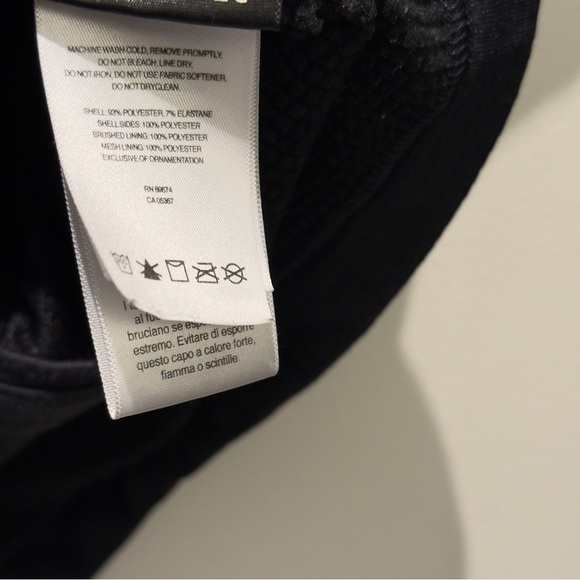 MACHINE WASH COLD, REMOVE PROMPTLY,
DO NOT BLEACH, LINE DRY,
DO NOT IRON, DO NOT USE FABRIC SOFTENER,
DO NOT DRYCLEAN.
SHELL: 93% POLYESTER, 7% ELASTANE
SHELL SIDES: 100% POLYESTER
BRUSHED LINING: 100% POLYESTER
MESH LINING: 100% POLYESTER
EXCLUSIVE OF ORNAMENTATION
RN 89674
CA 05367
al
bruciano se
estremo. Evitare di esporre
questo capo a calore forte,
fiamma o scintille.